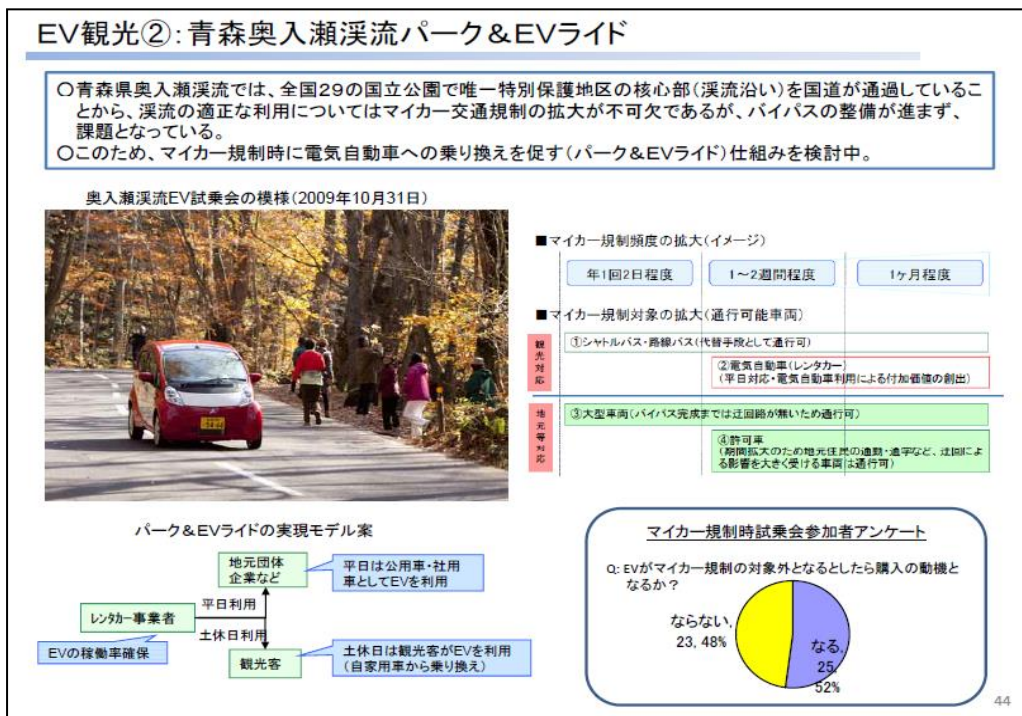 EV観光②:青森奥入瀬渓流パーク&EVライド
○青森県奥入瀬渓流では、全国29の国立公園で唯一特別保護地区の核心部(渓流沿い)を国道が通過しているこ
とから、渓流の適正な利用についてはマイカー交通規制の拡大が不可欠であるが、バイパスの整備が進まず、
課題となっている。
○このため、マイカー規制時に電気自動車への乗り換えを促す(パーク&EVライド)仕組みを検討中。
奥入瀬渓流EV試乗会の模様(2009年10月31日)
■マイカー規制頻度の拡大(イメージ)
年1回2日程度
1~2週間程度
1ヶ月程度
■マイカー規制対象の拡大(通行可能車両)
観光対応
①シャトルバス・路線バス(代替手段として通行可)
②電気自動車(レンタカー)
(平日対応・電気自動車利用による付加価値の創出)
地元等対応
③大型車両(バイパス完成までは迂回路が無いため通行可)
④許可車
(期間拡大のため地元住民の通勤・通学など、迂回によ
る影響を大きく受ける車両は通行可)
パーク&EVライドの実現モデル案
地元団体
企業など
平日は公用車・社用
車としてEVを利用
平日利用
レンタカー事業者
土休日利用
EVの稼働率確保
観光客
土休日は観光客がEVを利用
(自家用車から乗り換え)
マイカー規制時試乗会参加者アンケート
Q:EVがマイカー規制の対象外となるとしたら購入の動機と
なるか?
ならない,
23, 48%
なる,
25,
52%
44